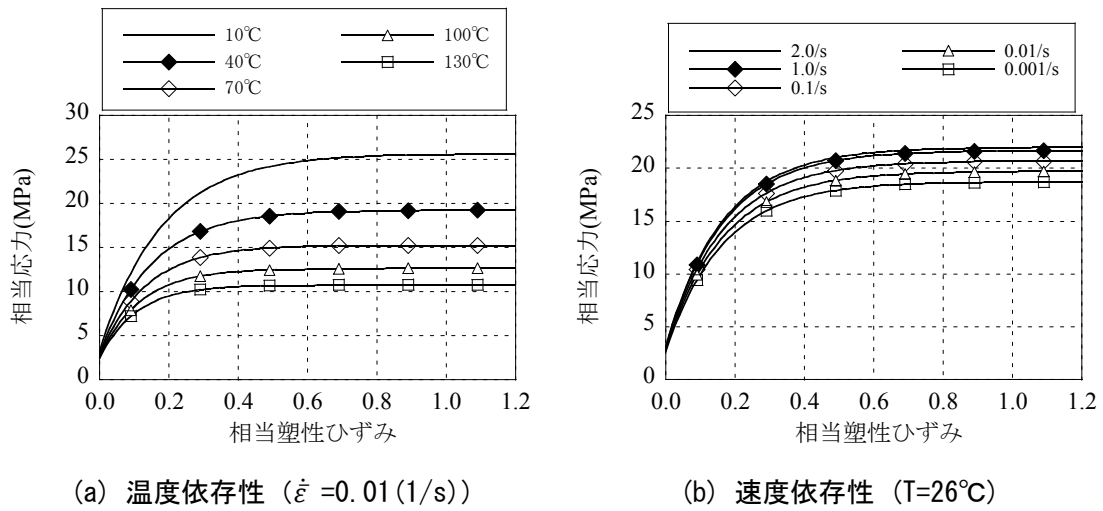 10℃
100℃
40℃
130℃
70℃
30
25
20
15
10
5
0
相当応力(MPa)
0.0 0.2 0.4 0.6 0.8 1.0 1.2
相当塑性ひずみ
(a) 温度依存性 (ε̇ =0.01(1/s))
2.0/s
0.01/s
1.0/s
0.001/s
0.1/s
25
20
15
10
5
0
相当応力(MPa)
0.0 0.2 0.4 0.6 0.8 1.0 1.2
相当塑性ひずみ
(b) 速度依存性 (T=26℃)